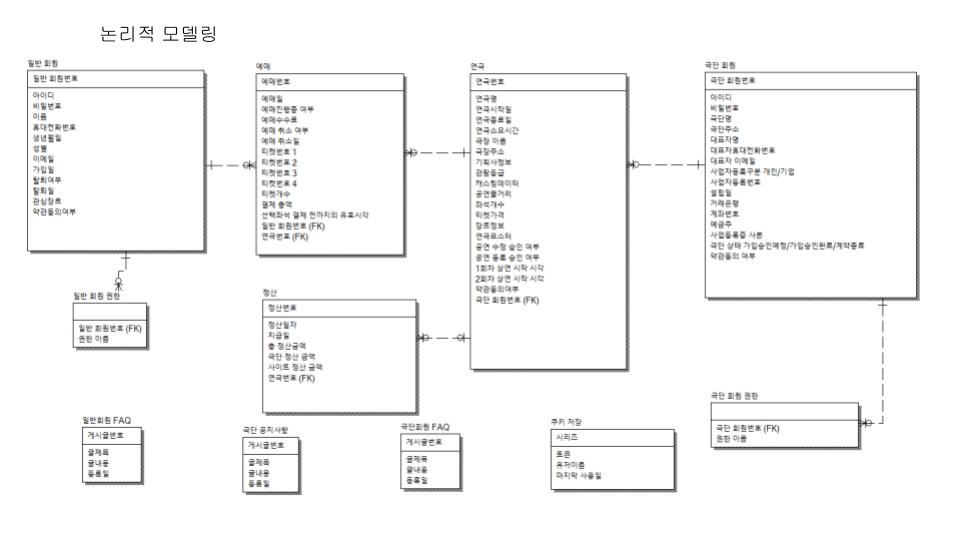 논리적 모델링
일반 회원
일반 회원번호
아이디
비밀번호
이름
휴대전화번호
생년월일
성별
이메일
가입일
탈퇴여부
탈퇴일
관심장르
약관동의여부
예매
예매번호
예매일
예매진행중 여부
예매수수료
예매 취소 여부
예매 취소일
티켓번호 1
티켓번호 2
티켓번호 3
티켓번호 4
티켓개수
결제 총액
선택좌석 결제 전까지의 유효시각
일반 회원번호 (FK)
연극번호 (FK)
연극
연극번호
연극명
연극시작일
연극종료일
연극소요시간
극장 이름
극장주소
기획사정보
관람등급
캐스팅데이터
공연줄거리
좌석개수
티켓가격
장르정보
연극포스터
공연 수정 승인 여부
공연 등록 승인 여부
1회차 상연 시작 시각
2회차 상연 시작 시각
약관동의여부
극단 회원번호 (FK)
극단 회원
극단 회원번호
아이디
비밀번호
극단명
극단주소
대표자명
대표자휴대전화번호
대표자 이메일
사업자등록구분 개인/기업
사업자등록번호
설립일
거래은행
계좌번호
예금주
사업등록증 사본
극단 상태 가입승인예정/가입승인완료/계약종료
약관동의 여부
일반 회원 권한
일반 회원번호 (FK)
권한 이름
정산
정산번호
정산일자
지급일
총 정산금액
극단 정산 금액
사이트 정산 금액
연극번호 (FK)
극단 회원 권한
극단 회원번호 (FK)
권한 이름
일반회원 FAQ
게시글번호
글제목
글내용
등록일
극단 공지사항
게시글번호
글제목
글내용
등록일
극단회원 FAQ
게시글번호
글제목
글내용
등록일
쿠키 저장
시리즈
토큰
유저이름
마지막 사용일